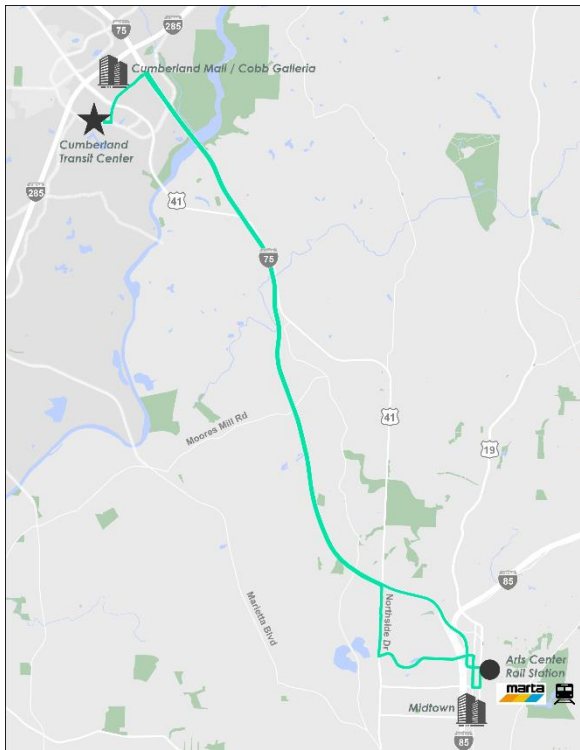 75
285
Cumberland Mall / Cobb Galleria
Cumberland
Transit Center
285
41
75
Moores Mill Rd
41
19
Marietta Blvd
Northside Dr
85
Arts Center
Rail Station
marta
Midtown
85